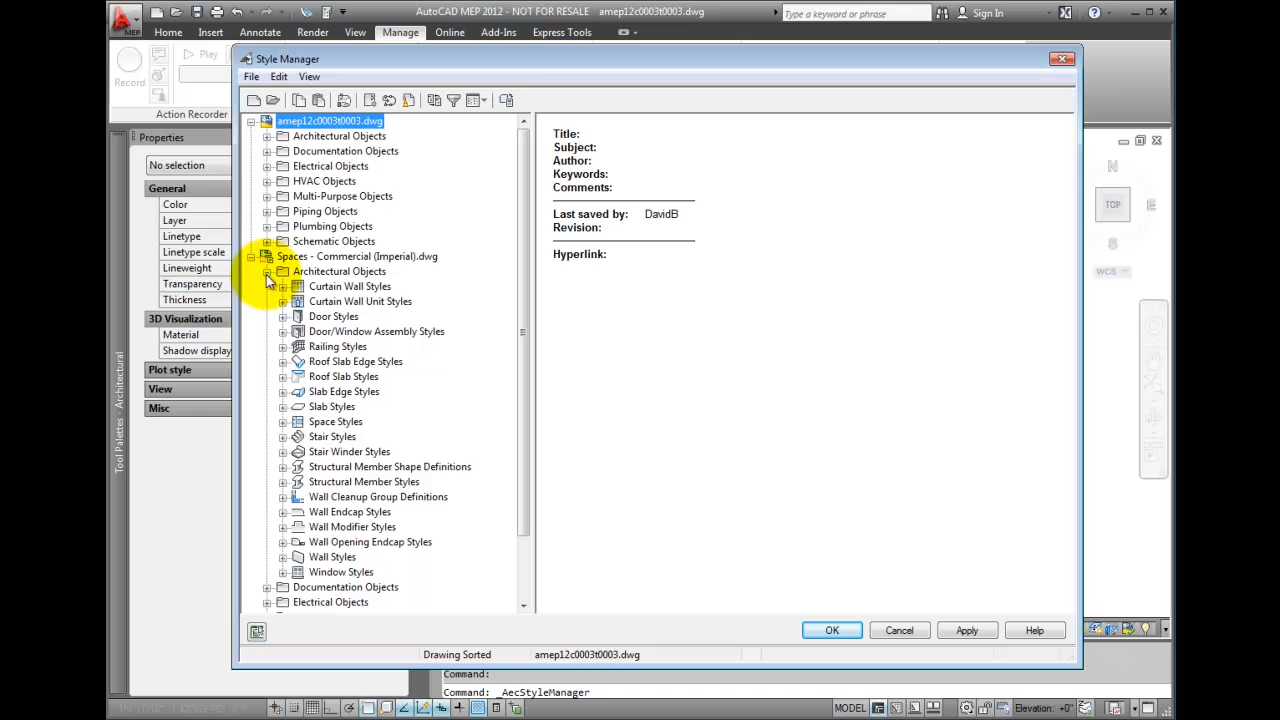 AutoCAD MEP 2012 - NOT FOR RESALE amep12c0003t0003.dwg
Type a keyword or phrase
Sign In
MEP
Home Insert Annotate Render View Manage Online Add-Ins Express Tools
Play
Record
Action Recorder
Properties
No selection
General
Color
Layer
Linetype
Linetype scale
Lineweight
Transparency
Thickness
3D Visualization
Material
Shadow display
Plot style
View
Misc
Tool Palettes - Architectural
Style Manager
File Edit View
amep12c0003t0003.dwg
Architectural Objects
Documentation Objects
Electrical Objects
HVAC Objects
Multi-Purpose Objects
Piping Objects
Plumbing Objects
Schematic Objects
Spaces - Commercial (Imperial).dwg
Architectural Objects
Curtain Wall Styles
Curtain Wall Unit Styles
Door Styles
Door/Window Assembly Styles
Railing Styles
Roof Slab Edge Styles
Roof Slab Styles
Slab Edge Styles
Slab Styles
Space Styles
Stair Styles
Stair Winder Styles
Structural Member Shape Definitions
Structural Member Styles
Wall Cleanup Group Definitions
Wall Endcap Styles
Wall Modifier Styles
Wall Opening Endcap Styles
Wall Styles
Window Styles
Documentation Objects
Electrical Objects
Title:
Subject:
Author:
Keywords:
Comments:
Last saved by: DavidB
Revision:
Hyperlink:
OK Cancel Apply Help
Drawing Sorted amep12c0003t0003.dwg
N
TOP
E
S
WCS
Command:
Command: _AecStyleManager
MODEL
Elevation: +0"